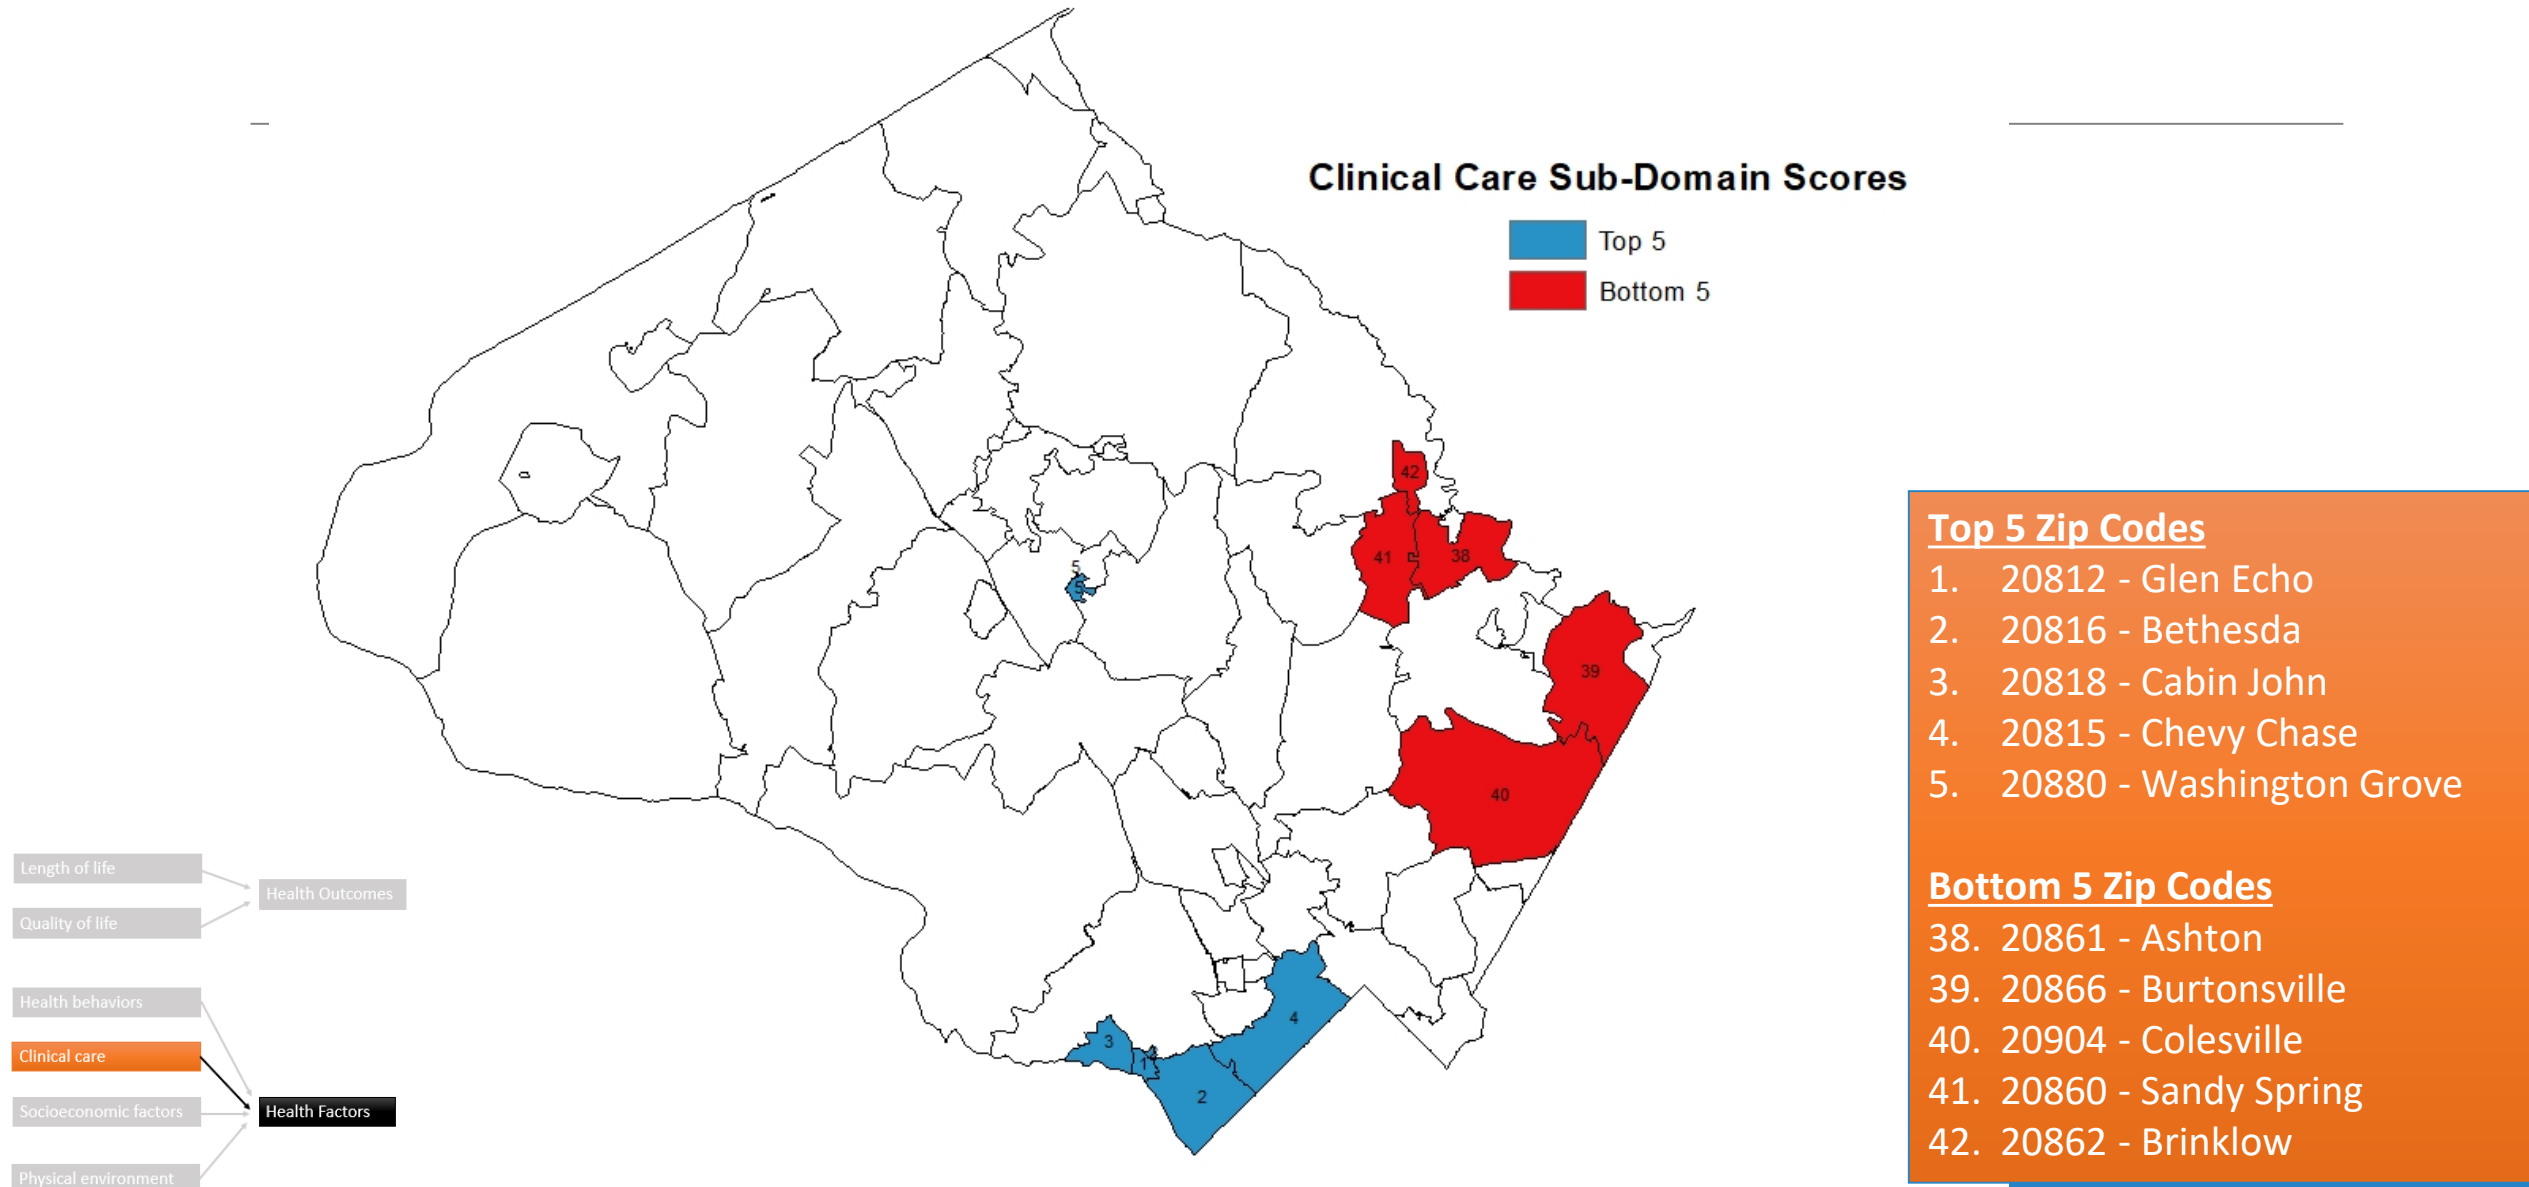 Clinical Care Sub-Domain Scores
Top 5
Bottom 5
42
41
38
5
5
39
40
4
3
1
2
Top 5 Zip Codes
1. 20812 - Glen Echo
2. 20816 - Bethesda
3. 20818 - Cabin John
4. 20815 - Chevy Chase
5. 20880 - Washington Grove
Bottom 5 Zip Codes
38. 20861 - Ashton
39. 20866 - Burtonsville
40. 20904 - Colesville
41. 20860 - Sandy Spring
42. 20862 - Brinklow
Length of life
Health Outcomes
Quality of life
Health behaviors
Clinical care
Socioeconomic factors
Health Factors
Physical environment